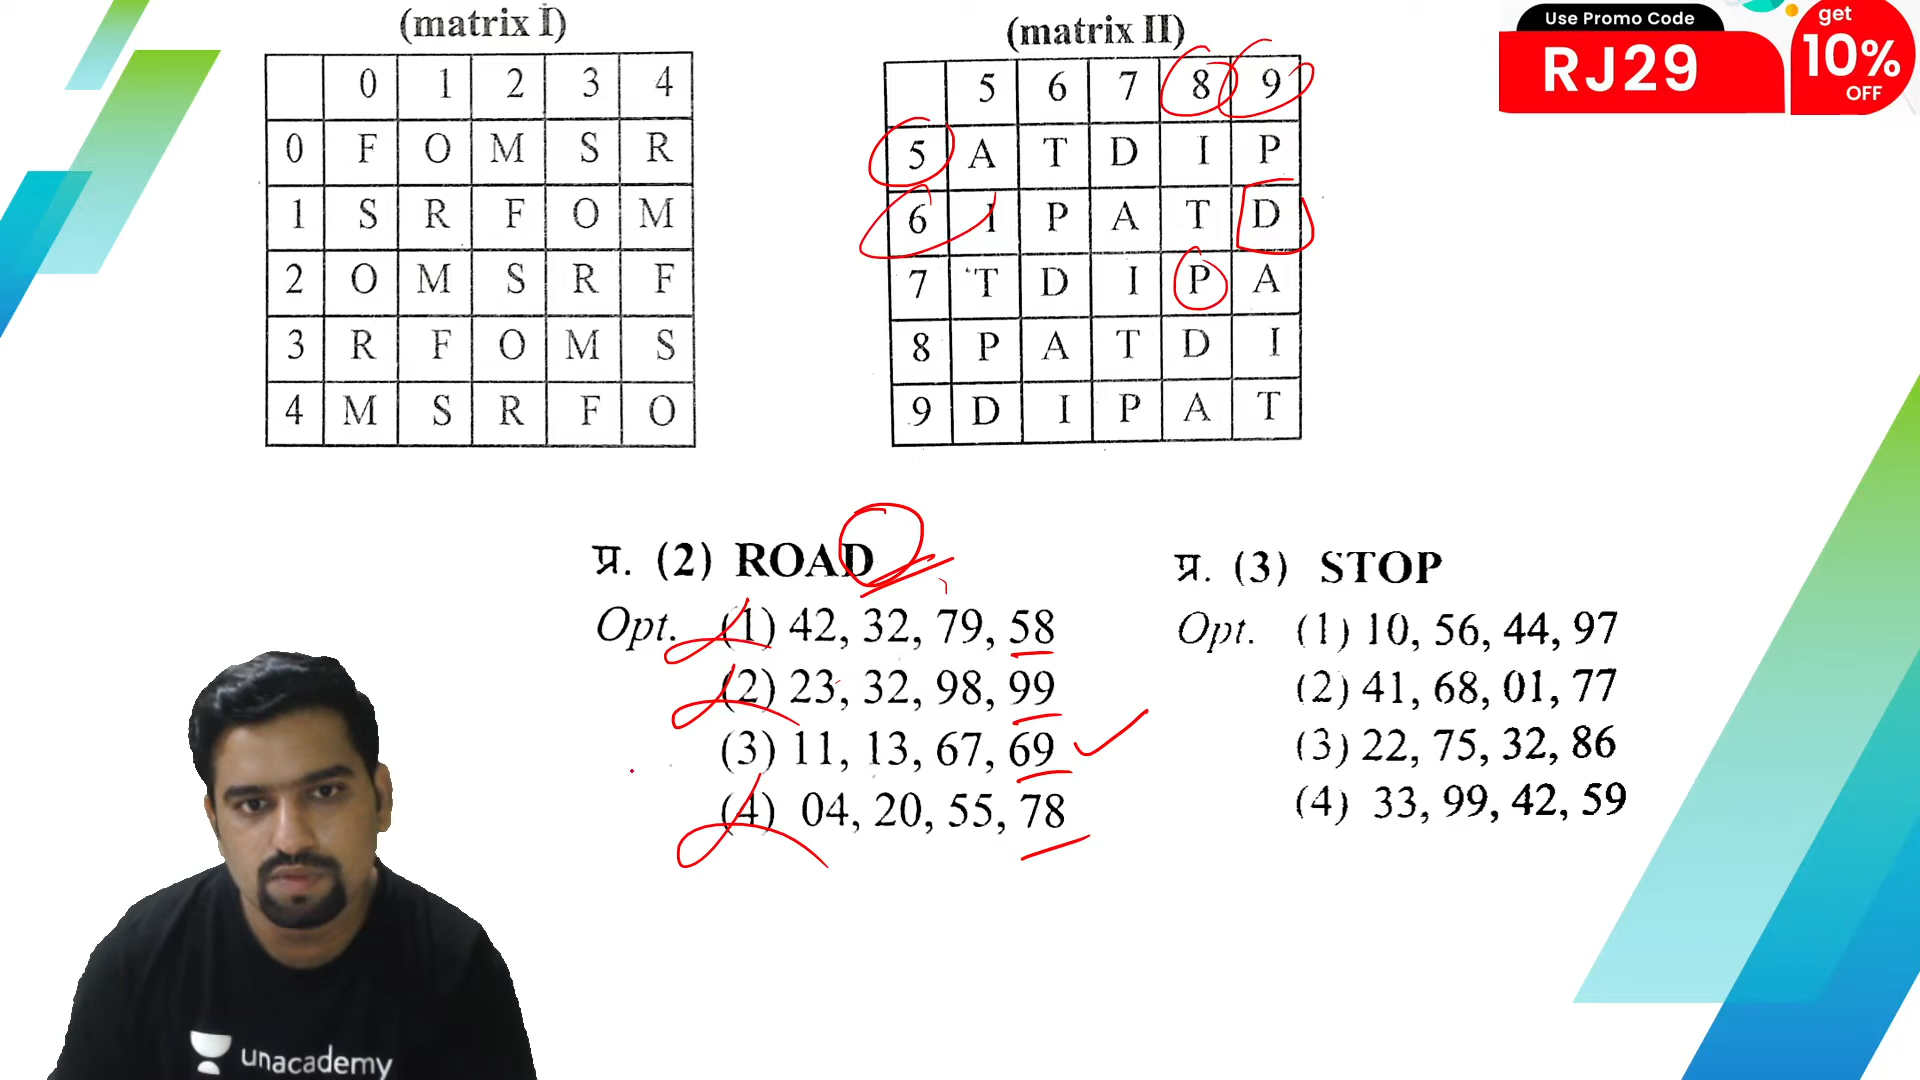 (matrix I)
0 1 2 3 4
0 F O M S R
1 S R F O M
2 O M S R F
3 R F O M S
4 M S R F O
(matrix II)
5 6 7 8 9
5 A T D I P
6 I P A T D
7 T D I P A
8 P A T D I
9 D I P A T
Use Promo Code
RJ29
get
10%
OFF
प्र. (2) ROAD
Opt. (1) 42, 32, 79, 58
(2) 23, 32, 98, 99
(3) 11, 13, 67, 69
(4) 04, 20, 55, 78
प्र. (3) STOP
Opt. (1) 10, 56, 44, 97
(2) 41, 68, 01, 77
(3) 22, 75, 32, 86
(4) 33, 99, 42, 59
unacademy